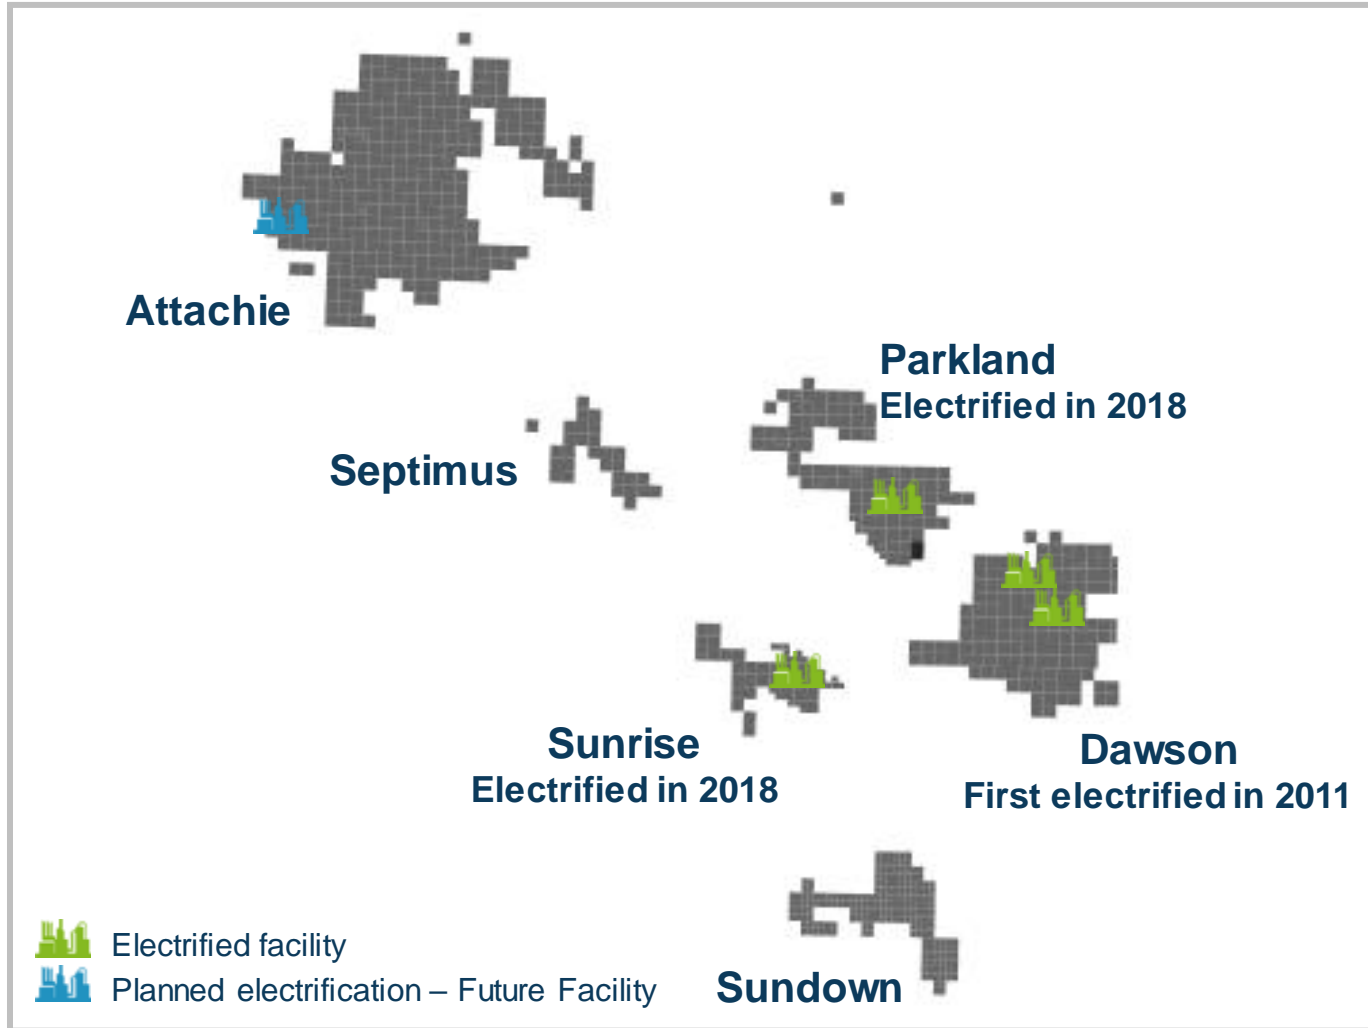 Attachie
Parkland
Electrified in 2018
Septimus
Sunrise
Electrified in 2018
Dawson
First electrified in 2011
Electrified facility
Planned electrification – Future Facility
Sundown